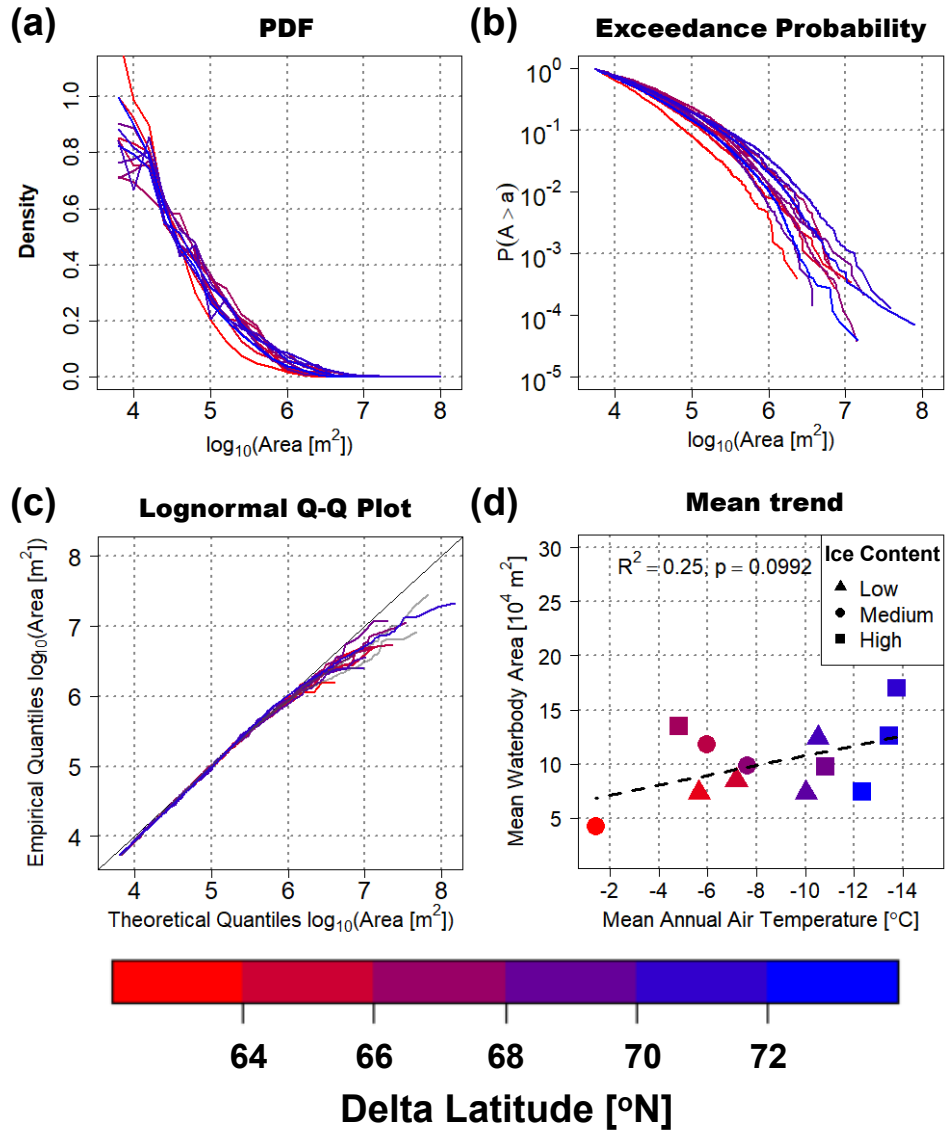 (a) PDF
Density
0.0 0.2 0.4 0.6 0.8 1.0
4 5 6 7 8
log10(Area [m2])
(b) Exceedance Probability
P(A > a)
10^0
10^-1
10^-2
10^-3
10^-4
10^-5
4 5 6 7 8
log10(Area [m2])
(c) Lognormal Q-Q Plot
Empirical Quantiles log10(Area [m2])
8
7
6
5
4
4 5 6 7 8
Theoretical Quantiles log10(Area [m2])
(d) Mean trend
Mean Waterbody Area [10^4 m2]
30
25
20
15
10
5
R2 = 0.25, p = 0.0992
Ice Content
Low
Medium
High
-2 -4 -6 -8 -10 -12 -14
Mean Annual Air Temperature [oC]
64 66 68 70 72
Delta Latitude [oN]